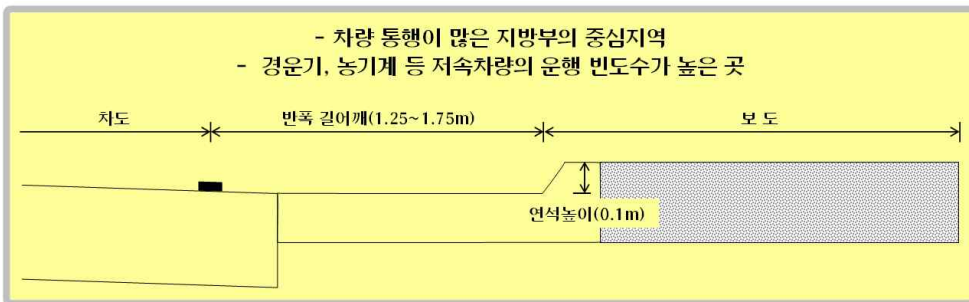 - 차량 통행이 많은 지방부의 중심지역
- 경운기, 농기계 등 저속차량의 운행 빈도수가 높은 곳
차도 반폭 길어깨(1.25~1.75m) 보 도
연석높이(0.1m)